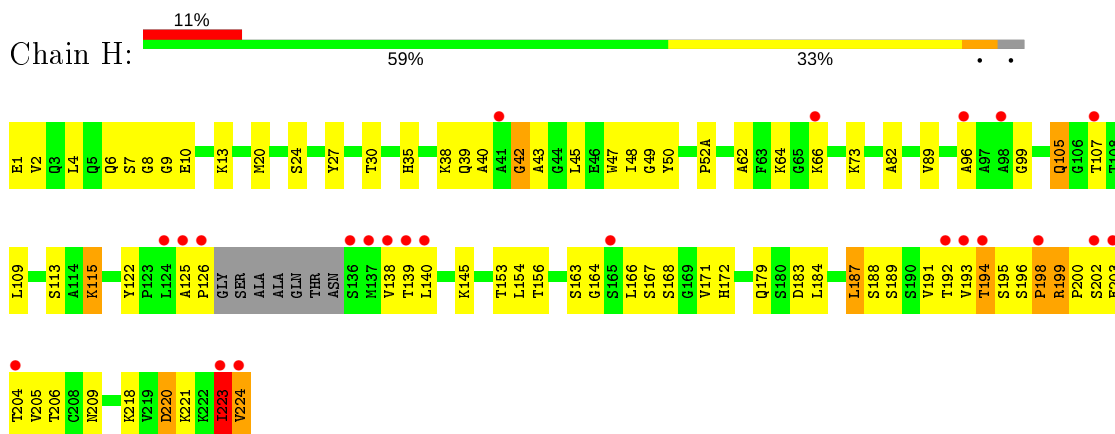 11%
Chain H:
59% 33% • •
E1 V2 Q3 L4 Q5 Q6 S7 G8 G9 E10 K13 M20 S24 Y27 T30 H35 K38 Q39 A40 A41 G42 A43 G44 L45 E46 W47 I48 G49 Y50 P52A A62 F63 K64 G65 K66 K73 A82 V89 A96 A97 A98 G99 Q105 G106 T107 T108
L109 S113 A114 K115 Y122 P123 L124 A125 P126 GLY SER ALA ALA GLN THR ASN S136 M137 V138 T139 L140 K145 T153 L154 T156 S163 G164 S165 L166 S167 S168 G169 V171 H172 Q179 S180 D183 L184 L187 S188 S189 S190 V191 T192 V193 T194 S195 S196 P198 R199 P200 S202
T204 V205 T206 C208 N209 K218 V219 D220 K221 K222 I223 V224